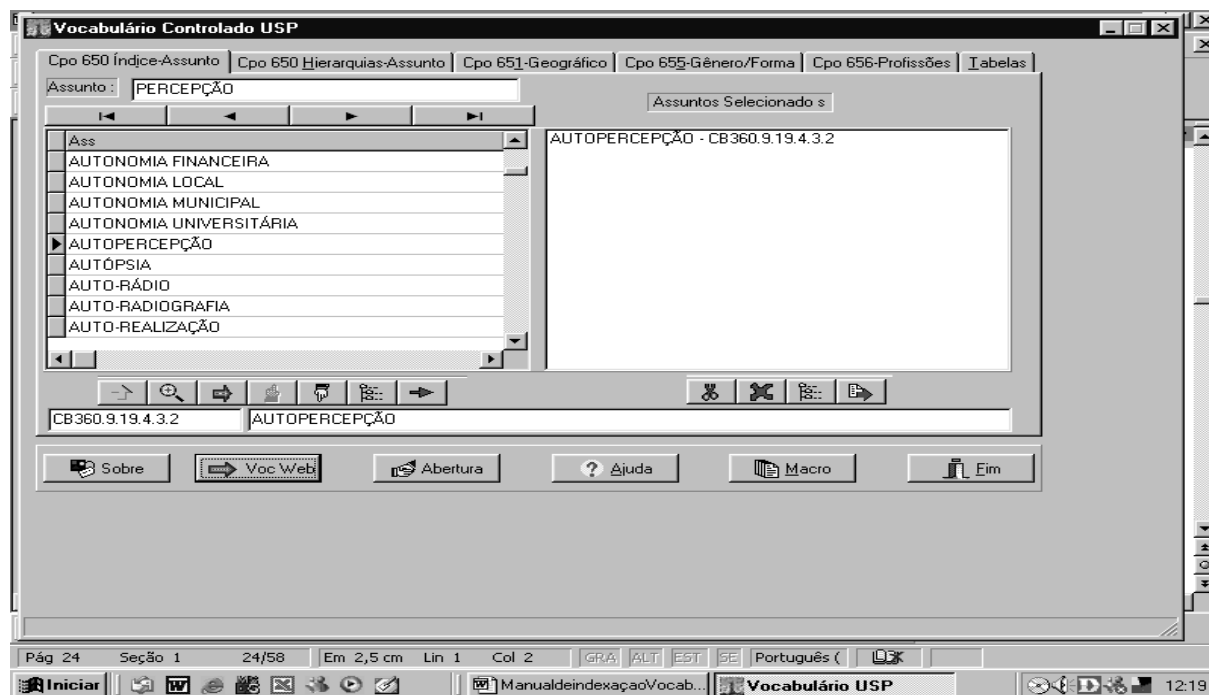 Vocabulário Controlado USP
Cpo 650 Índice-Assunto Cpo 650 Hierarquias-Assunto Cpo 651-Geográfico Cpo 655-Gênero/Forma Cpo 656-Profissões Tabelas
Assunto : PERCEPÇÃO
Assuntos Selecionado s
Ass
AUTOPERCEPÇÃO - CB360.9.19.4.3.2
AUTONOMIA FINANCEIRA
AUTONOMIA LOCAL
AUTONOMIA MUNICIPAL
AUTONOMIA UNIVERSITÁRIA
AUTOPERCEPÇÃO
AUTÓPSIA
AUTO-RÁDIO
AUTO-RADIOGRAFIA
AUTO-REALIZAÇÃO
CB360.9.19.4.3.2 AUTOPERCEPÇÃO
Sobre Voc Web Abertura ? Ajuda Macro Fim
Pág 24 Seção 1 24/58 Em 2,5 cm Lin 1 Col 2 GRA ALT EST SE Português (
Iniciar ManualdeindexaçaoVocab... Vocabulário USP 12:19